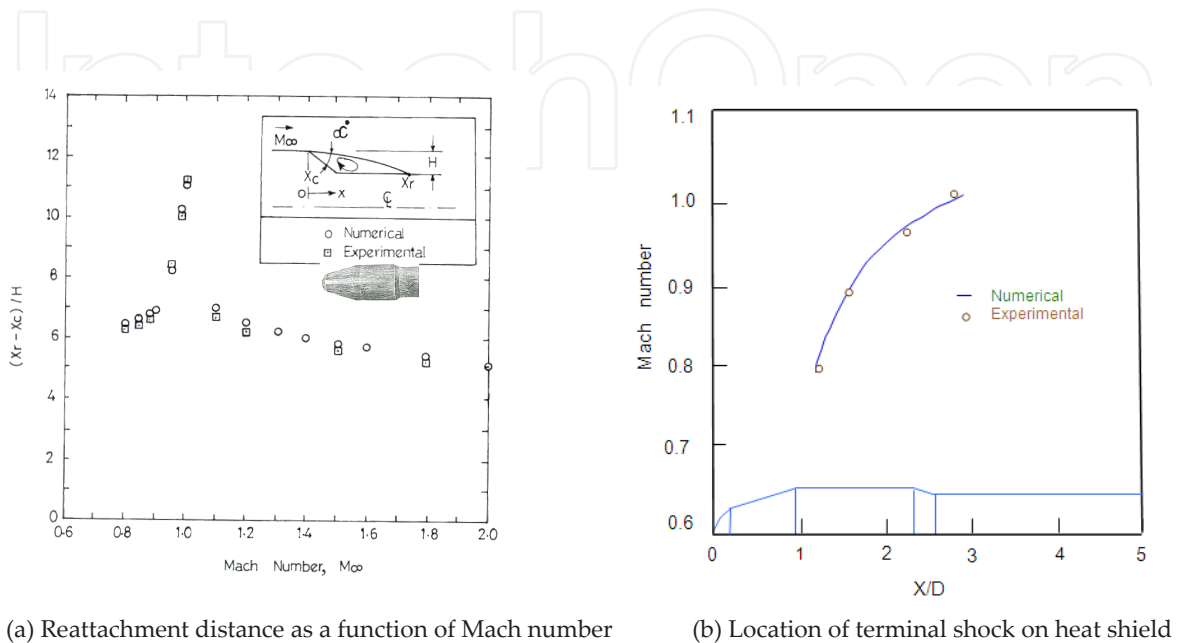 IntechOpen
14
12
10
8
6
4
2
0
0.6
0.8
1.0
1.2
1.4
1.6
1.8
2.0
(Xr – Xc) / H
Mach Number, M∞
M∞
α°
H
Xc
Xr
0
x
℄
○ Numerical
□ Experimental
1.1
1.0
0.9
0.8
0.7
0.6
Mach number
Numerical
Experimental
0
1
2
3
4
5
X/D
(a) Reattachment distance as a function of Mach number
(b) Location of terminal shock on heat shield